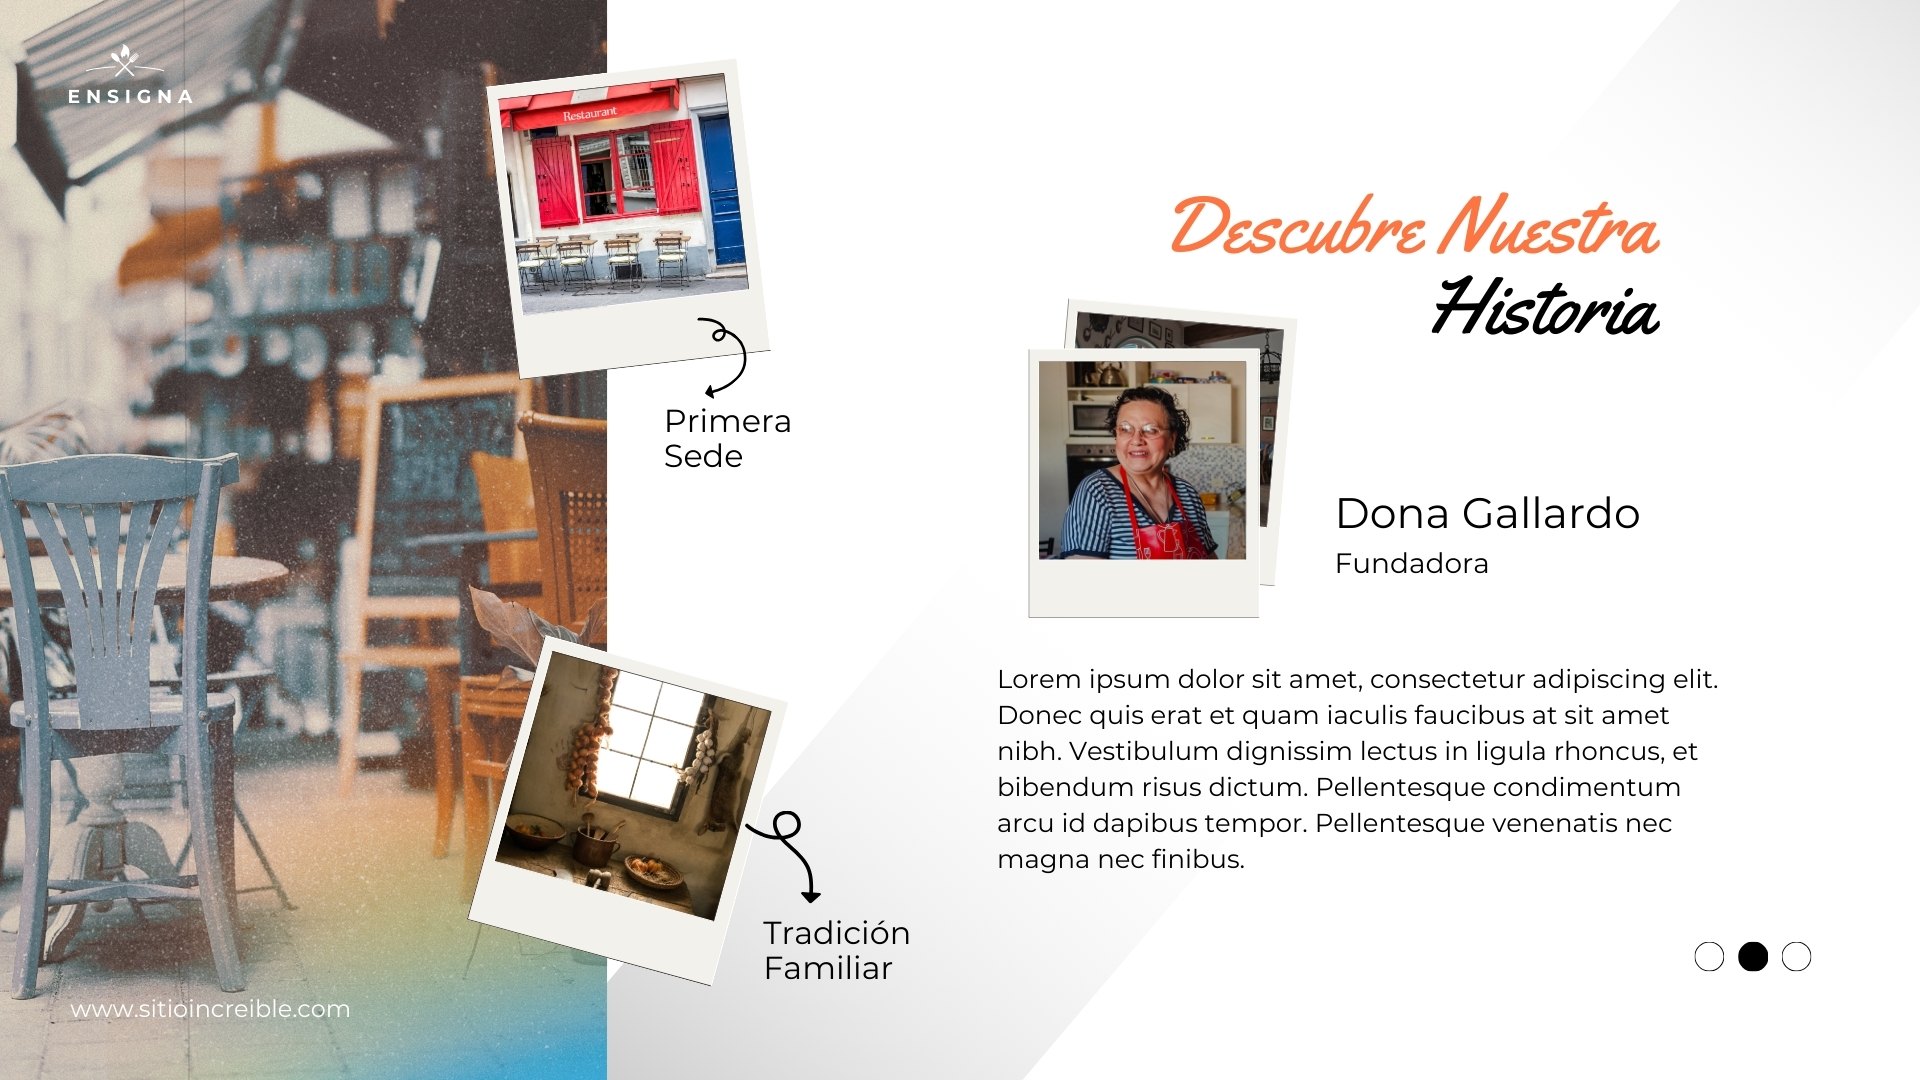 ENSIGNA
Restaurant
Primera
Sede
Tradición
Familiar
www.sitioincreible.com
Descubre Nuestra
Historia
Dona Gallardo
Fundadora
Lorem ipsum dolor sit amet, consectetur adipiscing elit.
Donec quis erat et quam iaculis faucibus at sit amet
nibh. Vestibulum dignissim lectus in ligula rhoncus, et
bibendum risus dictum. Pellentesque condimentum
arcu id dapibus tempor. Pellentesque venenatis nec
magna nec finibus.